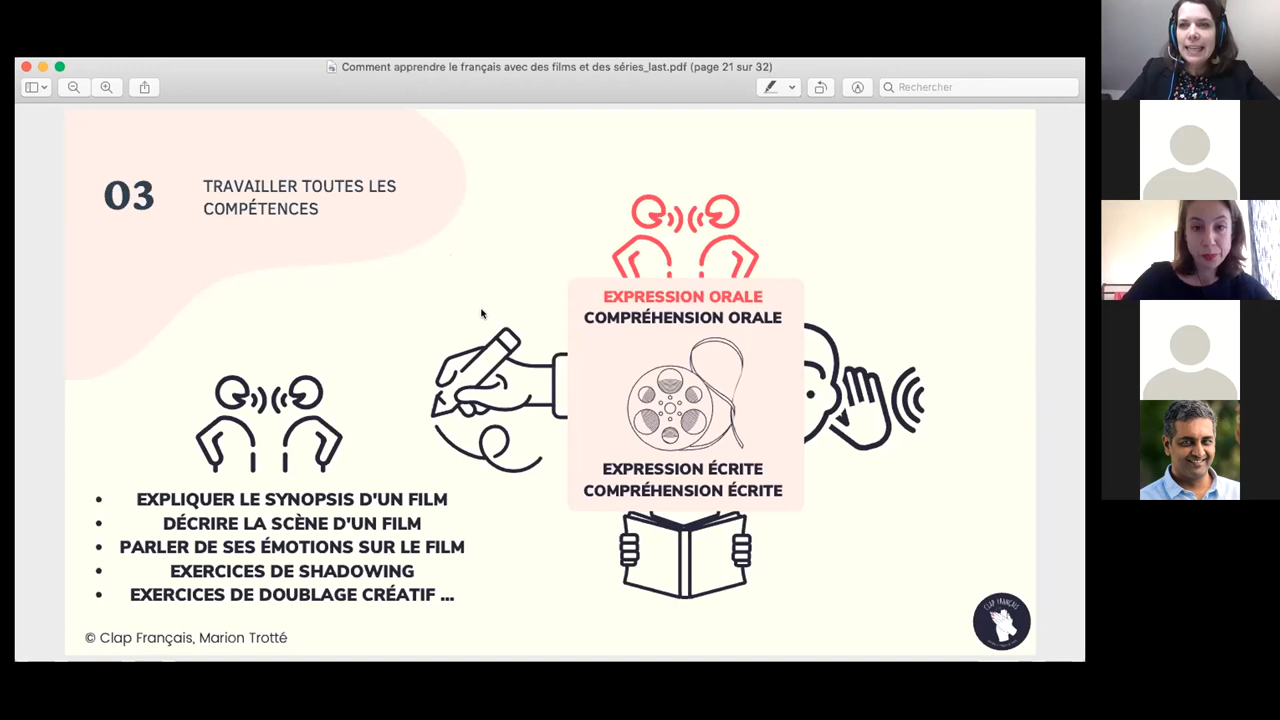 Comment apprendre le français avec des films et des séries_last.pdf (page 21 sur 32)
Rechercher
03
TRAVAILLER TOUTES LES
COMPÉTENCES
EXPRESSION ORALE
COMPRÉHENSION ORALE
EXPRESSION ÉCRITE
COMPRÉHENSION ÉCRITE
• EXPLIQUER LE SYNOPSIS D'UN FILM
• DÉCRIRE LA SCÈNE D'UN FILM
• PARLER DE SES ÉMOTIONS SUR LE FILM
• EXERCICES DE SHADOWING
• EXERCICES DE DOUBLAGE CRÉATIF ...
© Clap Français, Marion Trotté
CLAP FRANÇAIS